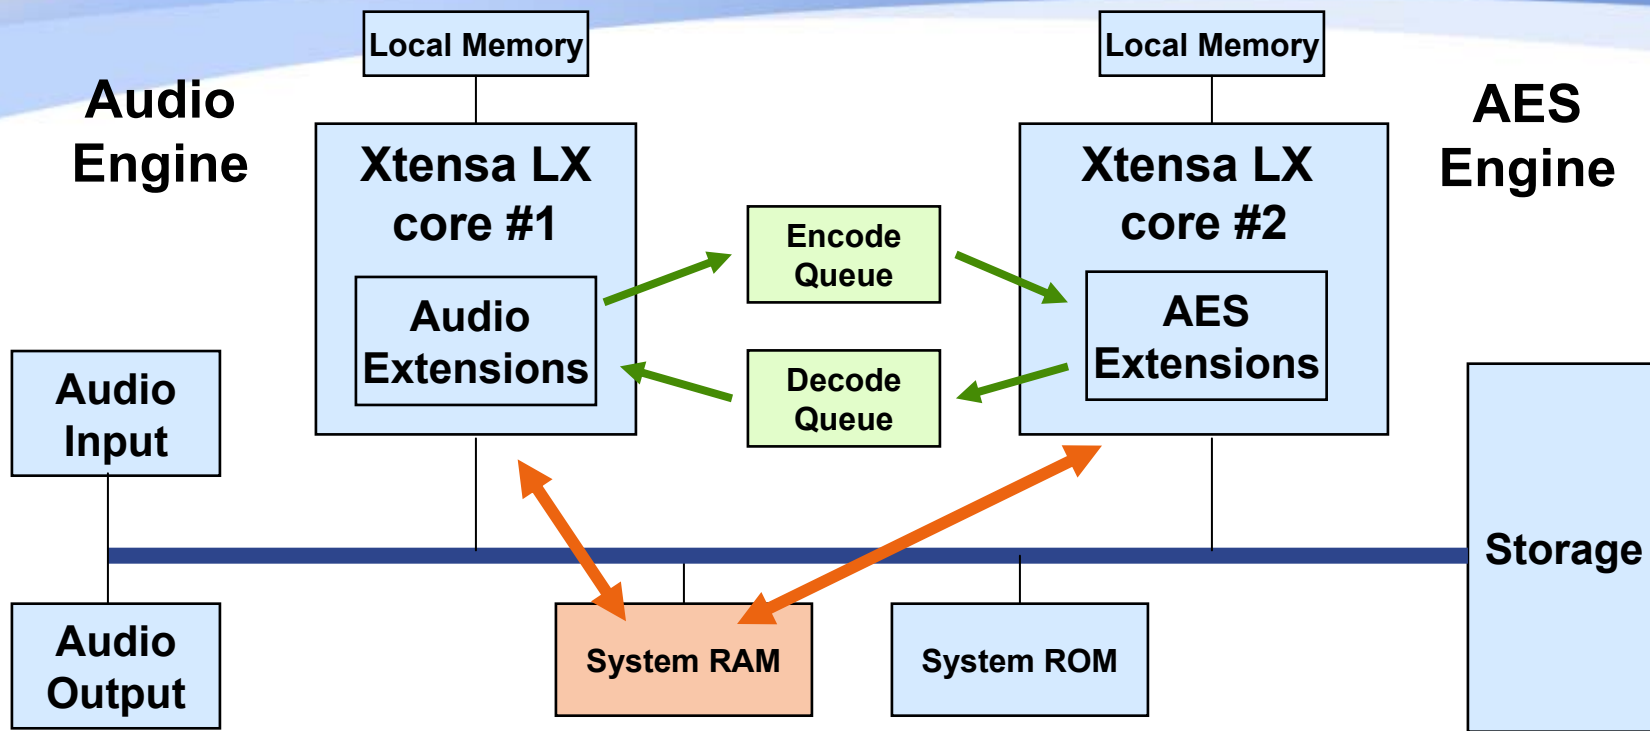 Local Memory
Local Memory
Audio
Engine
AES
Engine
Xtensa LX
core #1
Xtensa LX
core #2
Encode
Queue
Audio
Extensions
AES
Extensions
Decode
Queue
Audio
Input
Storage
Audio
Output
System RAM
System ROM